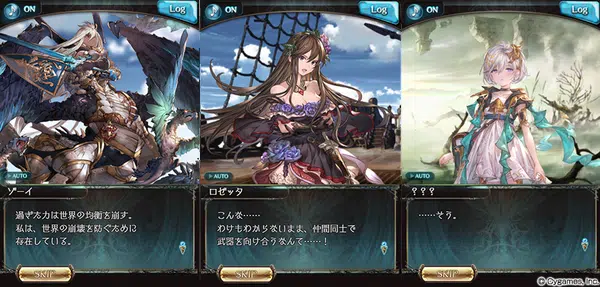 ON
Log
AUTO
ゾーイ
過ぎた力は世界の均衡を崩す。
私は、世界の崩壊を防ぐために
存在している。
SKIP
ON
Log
AUTO
ロゼッタ
こんな……
わけもわからないまま、仲間同士で
武器を向け合うなんて……!
SKIP
ON
Log
AUTO
???
……そう。
SKIP
© Cygames, Inc.